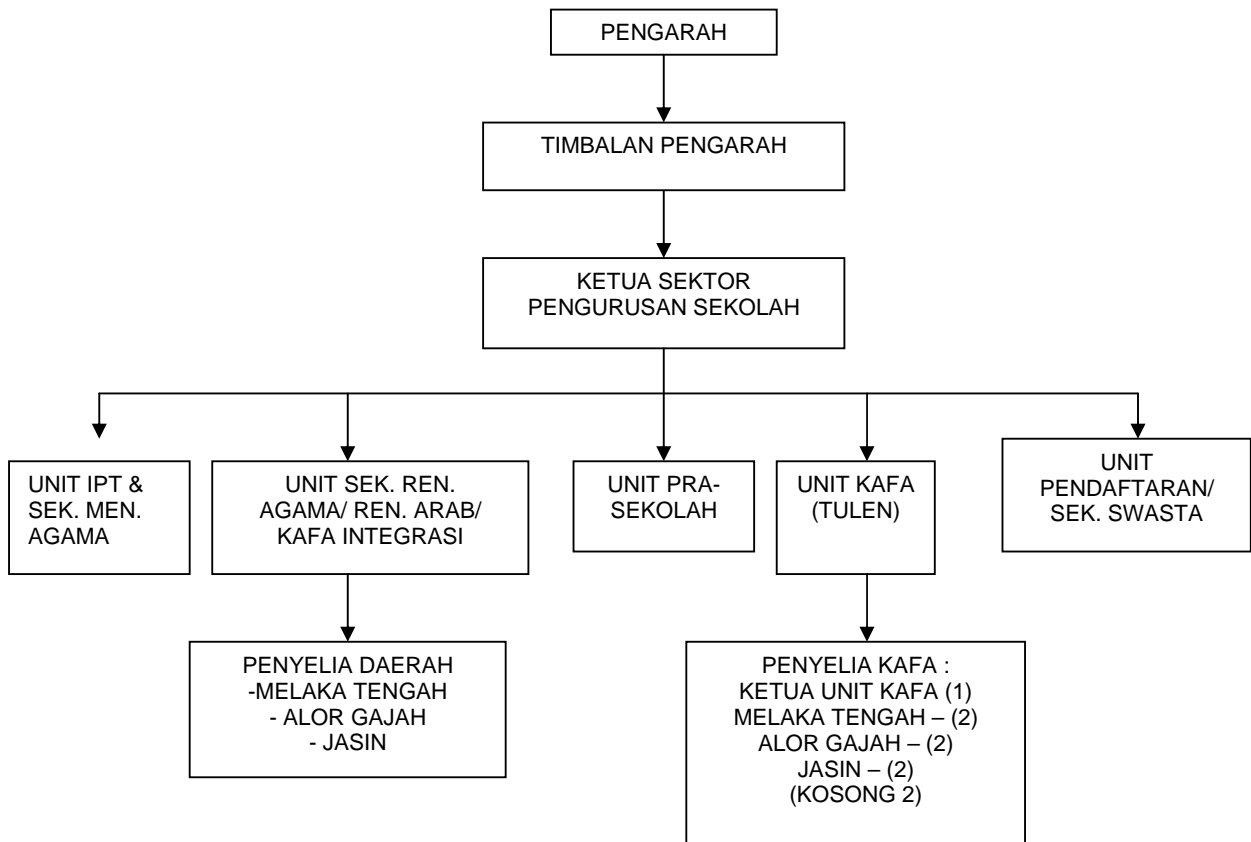 PENGARAH
TIMBALAN PENGARAH
KETUA SEKTOR
PENGURUSAN SEKOLAH
UNIT IPT &
SEK. MEN.
AGAMA
UNIT SEK. REN.
AGAMA/ REN. ARAB/
KAFA INTEGRASI
UNIT PRA-
SEKOLAH
UNIT KAFA
(TULEN)
UNIT
PENDAFTARAN/
SEK. SWASTA
PENYELIA DAERAH
-MELAKA TENGAH
- ALOR GAJAH
- JASIN
PENYELIA KAFA :
KETUA UNIT KAFA (1)
MELAKA TENGAH – (2)
ALOR GAJAH – (2)
JASIN – (2)
(KOSONG 2)